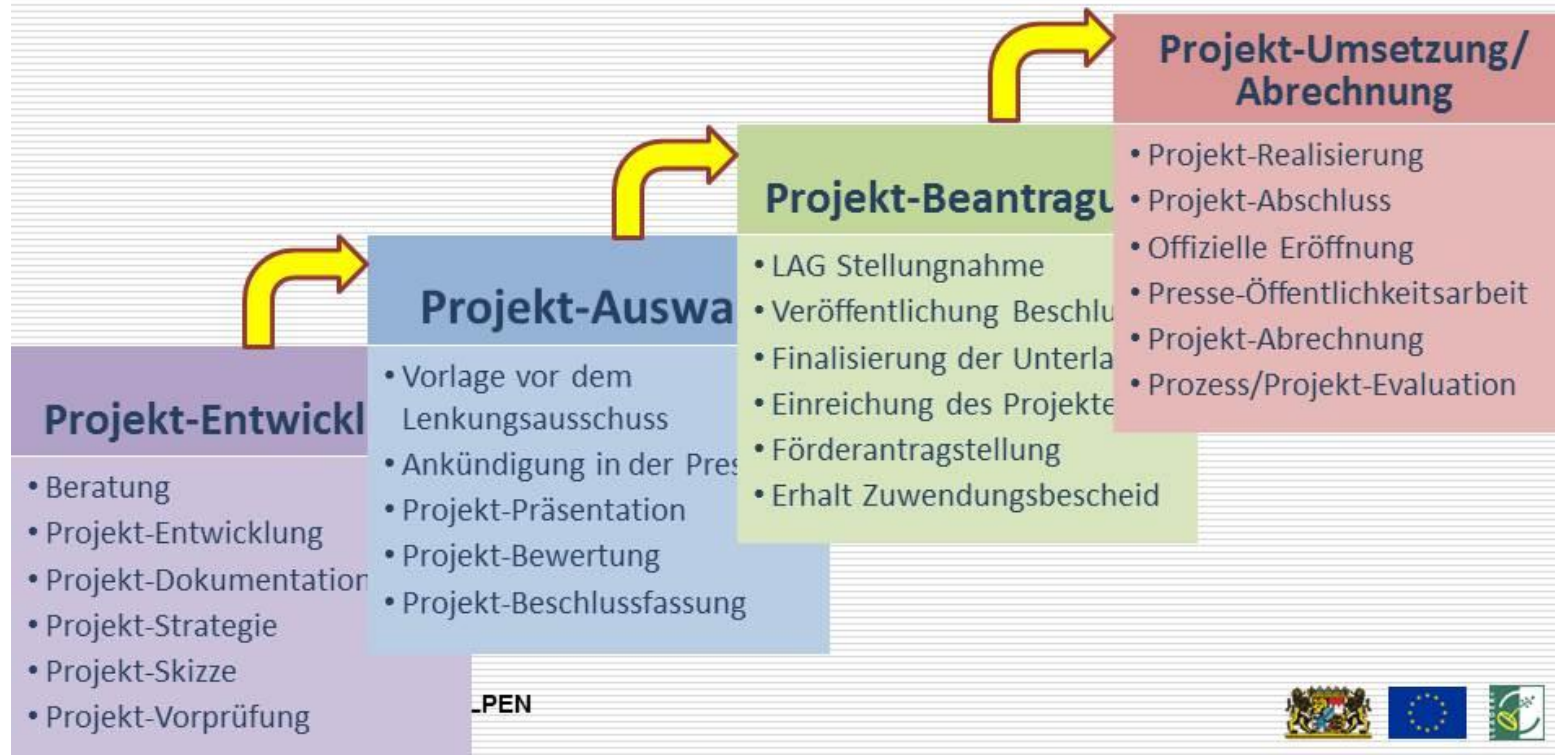 Projekt-Entwickl
• Beratung
• Projekt-Entwicklung
• Projekt-Dokumentation
• Projekt-Strategie
• Projekt-Skizze
• Projekt-Vorprüfung
Projekt-Auswa
• Vorlage vor dem
Lenkungsausschuss
• Ankündigung in der Pres
• Projekt-Präsentation
• Projekt-Bewertung
• Projekt-Beschlussfassung
Projekt-Beantragu
• LAG Stellungnahme
• Veröffentlichung Beschlu
• Finalisierung der Unterla
• Einreichung des Projekte
• Förderantragstellung
• Erhalt Zuwendungsbescheid
Projekt-Umsetzung/
Abrechnung
• Projekt-Realisierung
• Projekt-Abschluss
• Offizielle Eröffnung
• Presse-Öffentlichkeitsarbeit
• Projekt-Abrechnung
• Prozess/Projekt-Evaluation
LPEN